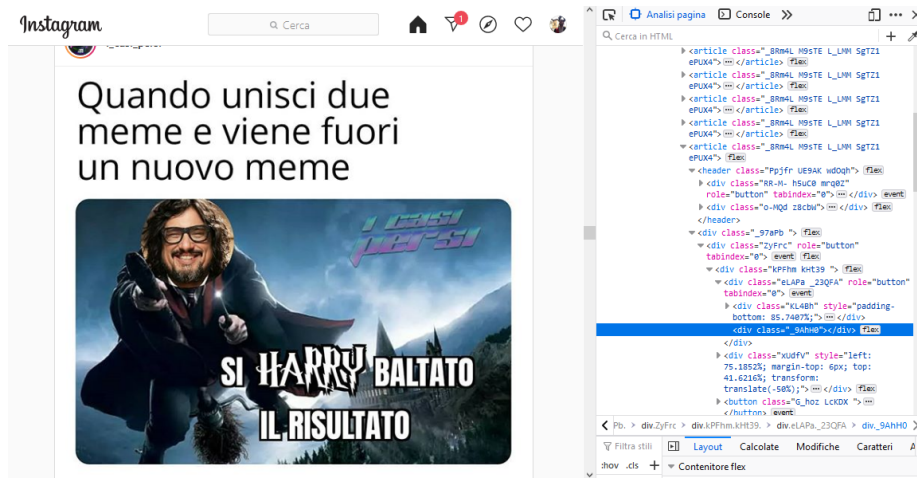 Instagram
Cerca
1
Quando unisci due
meme e viene fuori
un nuovo meme
I CASI
PERSI
SI HARRY BALTATO
IL RISULTATO
Analisi pagina
Console
Cerca in HTML
<article class="_8Rm4L M9sTE L_LMM SgTZ1
ePUX4"> </article> flex
<article class="_8Rm4L M9sTE L_LMM SgTZ1
ePUX4"> </article> flex
<article class="_8Rm4L M9sTE L_LMM SgTZ1
ePUX4"> </article> flex
<article class="_8Rm4L M9sTE L_LMM SgTZ1
ePUX4"> </article> flex
<article class="_8Rm4L M9sTE L_LMM SgTZ1
ePUX4"> flex
<header class="Ppjfr UE9AK wdOqh"> flex
<div class="RR-M- h5uC0 mrq0Z"
role="button" tabindex="0"> </div> event
<div class="o-MQd z8cbW"> </div> flex
</header>
<div class="_97aPb "> flex
<div class="ZyFrc" role="button"
tabindex="0"> event flex
<div class="kPFhm kHt39 "> flex
<div class="eLAPa _23QFA" role="button"
tabindex="0"> event
<div class="KL4Bh" style="padding-
bottom: 85.7407%;"> </div>
<div class="_9AhH0"></div> flex
</div>
<div class="xUdfV" style="left:
75.1852%; margin-top: 6px; top:
41.6216%; transform:
translate(-50%);"> </div> flex
<button class="G_hoz LcKDX ">
</button> event
Pb. > div.ZyFrc > div.kPFhm.kHt39. > div.eLAPa._23QFA > div._9AhH0
Filtra stili
Layout
Calcolate
Modifiche
Caratteri
:hov .cls
Contenitore flex